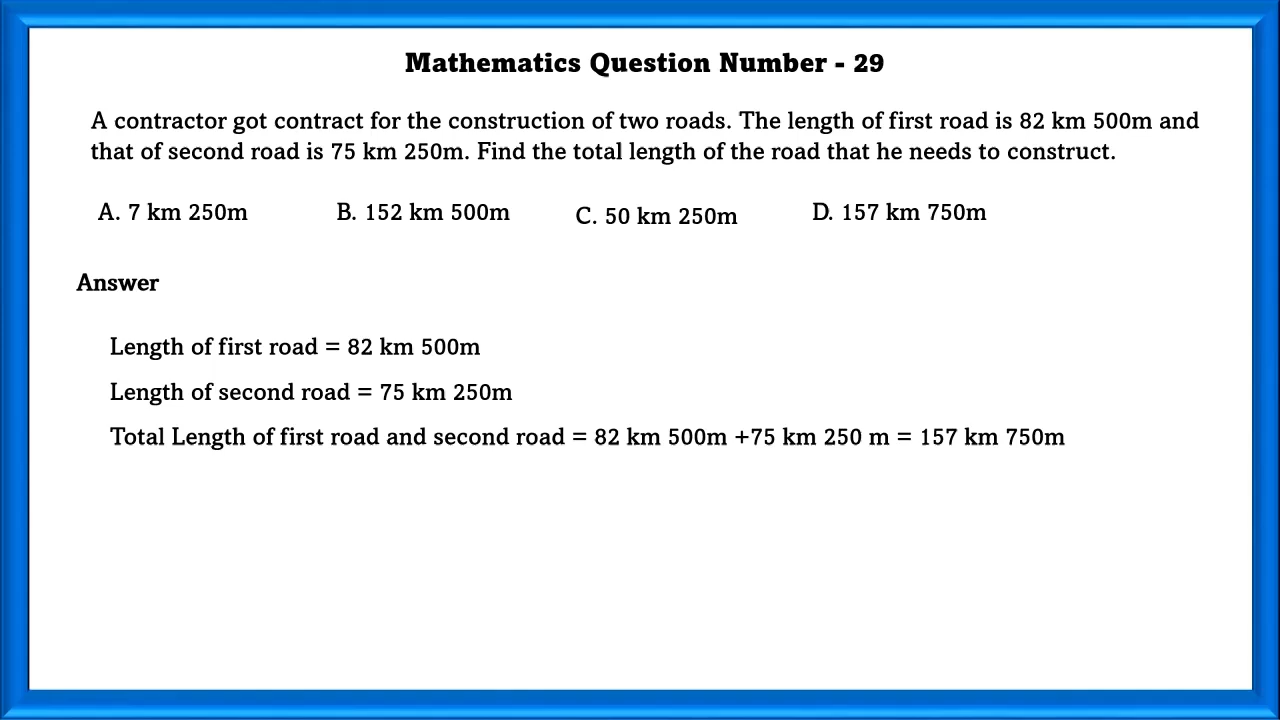 Mathematics Question Number - 29
A contractor got contract for the construction of two roads. The length of first road is 82 km 500m and
that of second road is 75 km 250m. Find the total length of the road that he needs to construct.
A. 7 km 250m B. 152 km 500m C. 50 km 250m D. 157 km 750m
Answer
Length of first road = 82 km 500m
Length of second road = 75 km 250m
Total Length of first road and second road = 82 km 500m +75 km 250 m = 157 km 750m